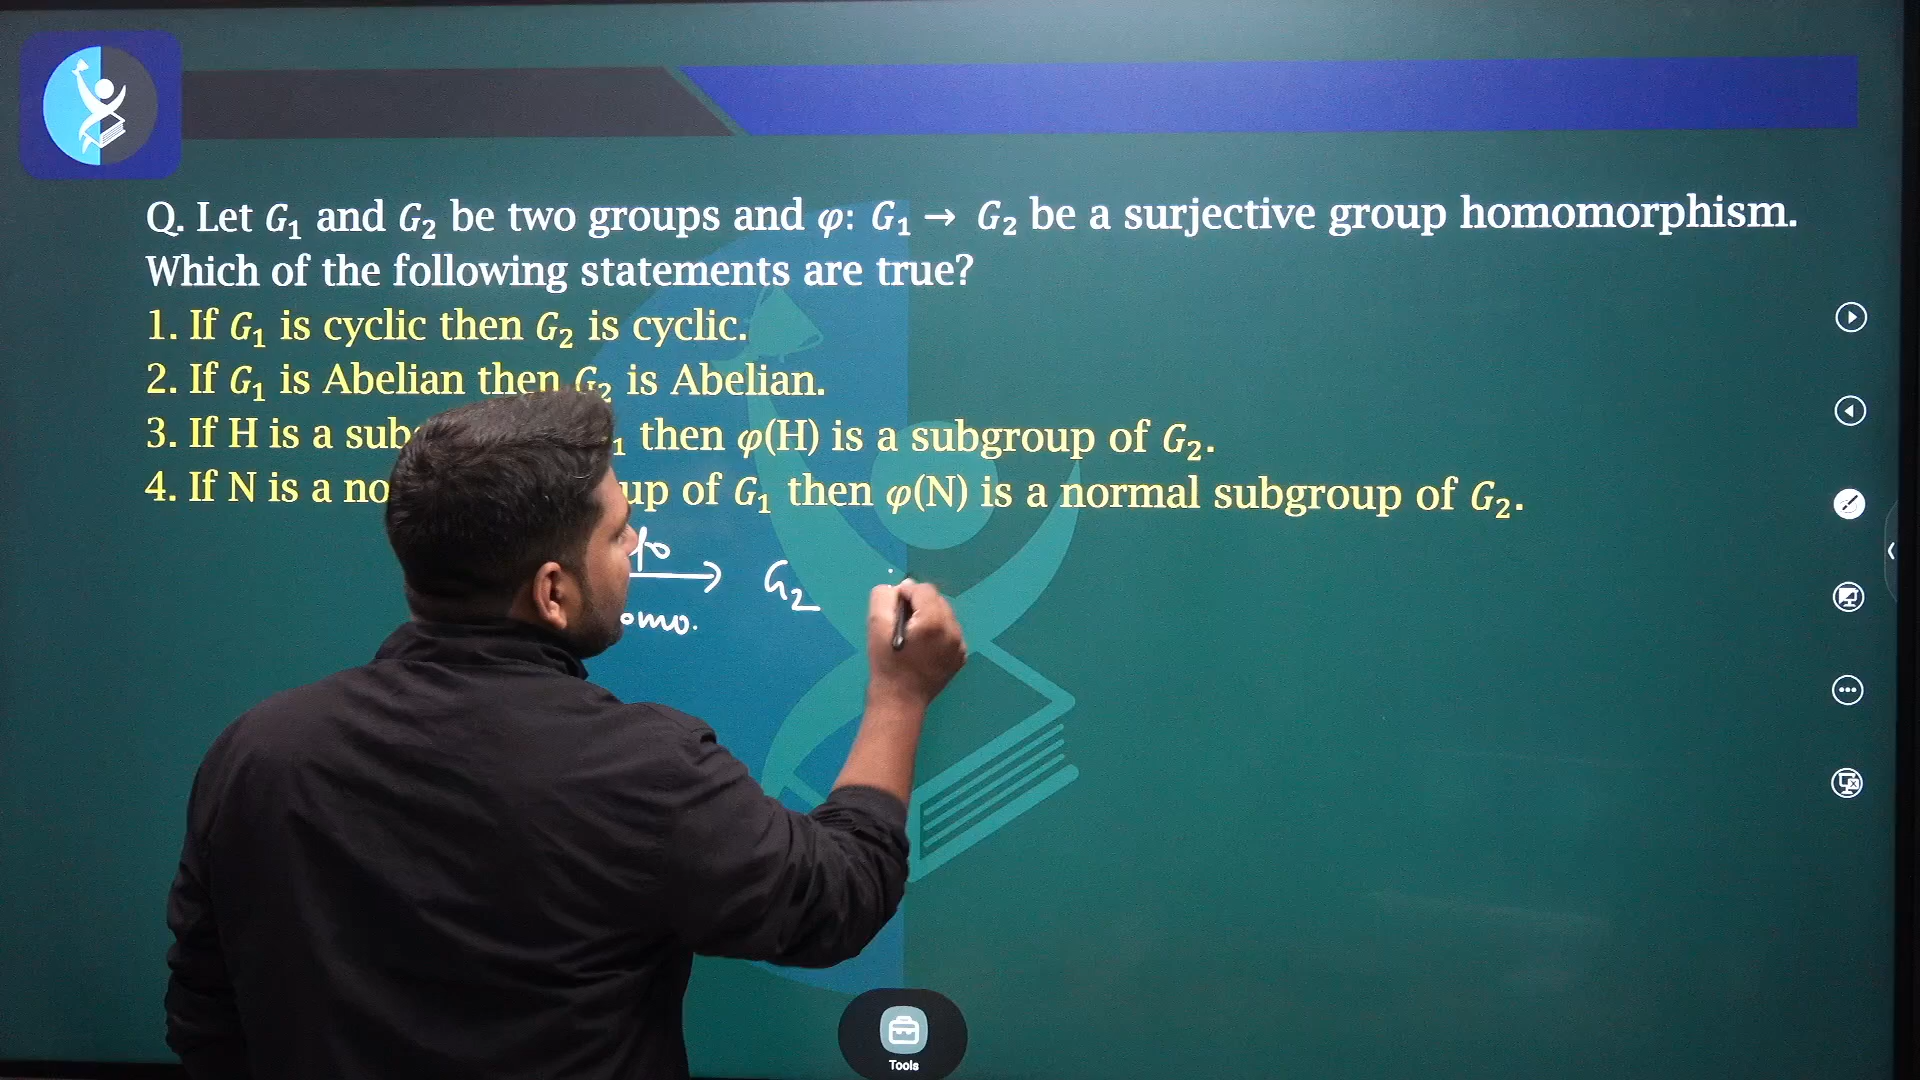 Q. Let G₁ and G₂ be two groups and φ: G₁ → G₂ be a surjective group homomorphism.
Which of the following statements are true?
1. If G₁ is cyclic then G₂ is cyclic.
2. If G₁ is Abelian then G₂ is Abelian.
3. If H is a sub ₁ then φ(H) is a subgroup of G₂.
4. If N is a no up of G₁ then φ(N) is a normal subgroup of G₂.
→ G₂
omo.
Tools